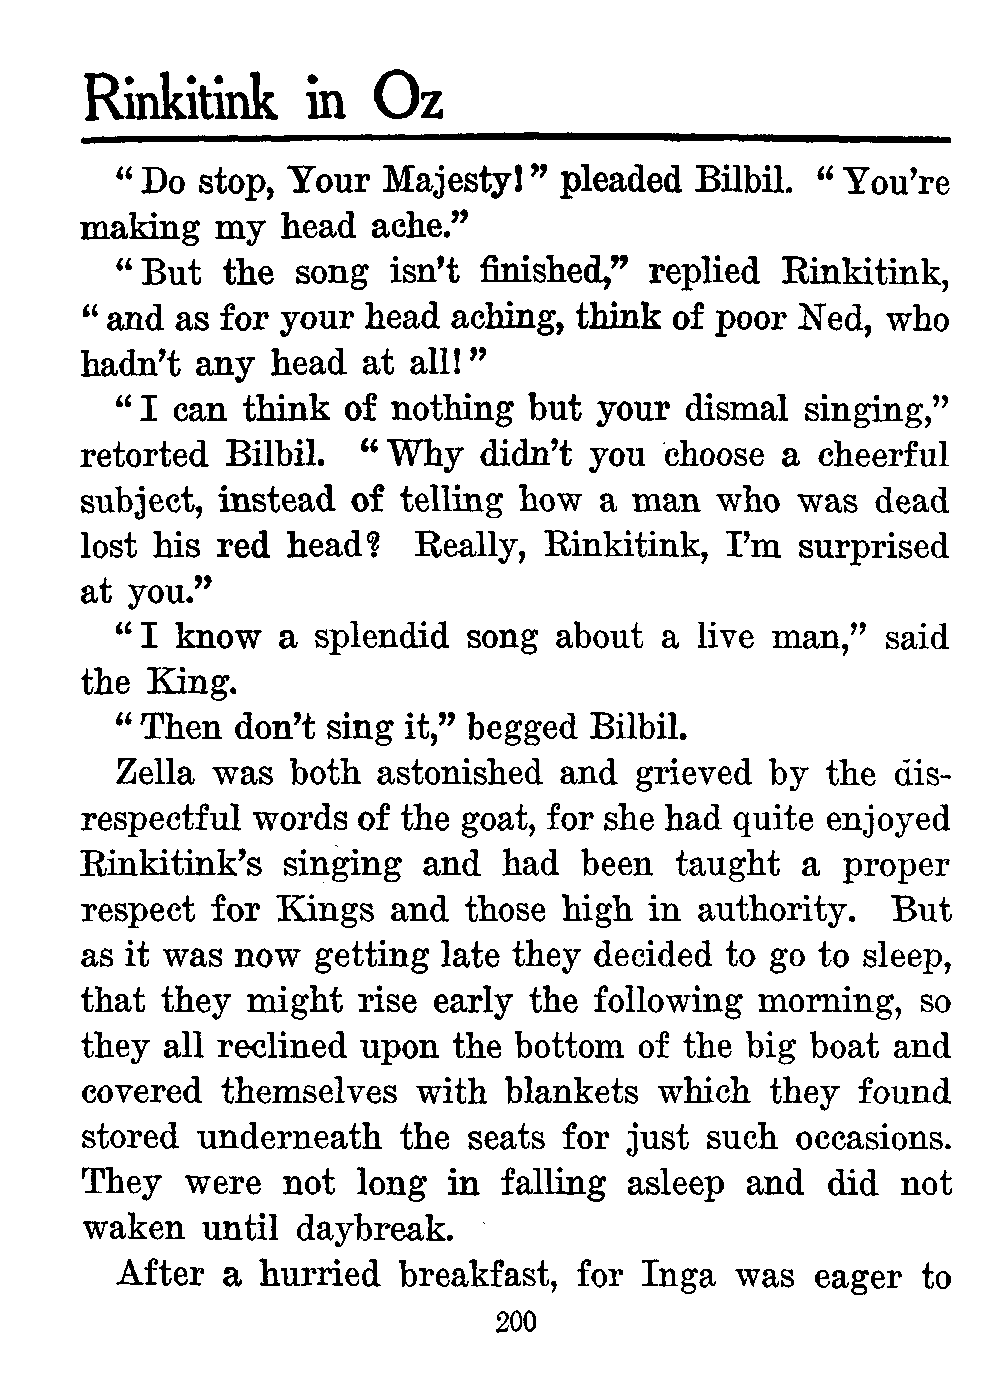 Rinkitink in Oz
“Do stop, Your Majesty!” pleaded Bilbil. “You're
making my head ache.”
“But the song isn't finished,” replied Rinkitink,
“and as for your head aching, think of poor Ned, who
hadn't any head at all!”
“I can think of nothing but your dismal singing,”
retorted Bilbil. “Why didn't you choose a cheerful
subject, instead of telling how a man who was dead
lost his red head? Really, Rinkitink, I'm surprised
at you.”
“I know a splendid song about a live man,” said
the King.
“Then don't sing it,” begged Bilbil.
Zella was both astonished and grieved by the dis-
respectful words of the goat, for she had quite enjoyed
Rinkitink's singing and had been taught a proper
respect for Kings and those high in authority. But
as it was now getting late they decided to go to sleep,
that they might rise early the following morning, so
they all reclined upon the bottom of the big boat and
covered themselves with blankets which they found
stored underneath the seats for just such occasions.
They were not long in falling asleep and did not
waken until daybreak.
After a hurried breakfast, for Inga was eager to
200